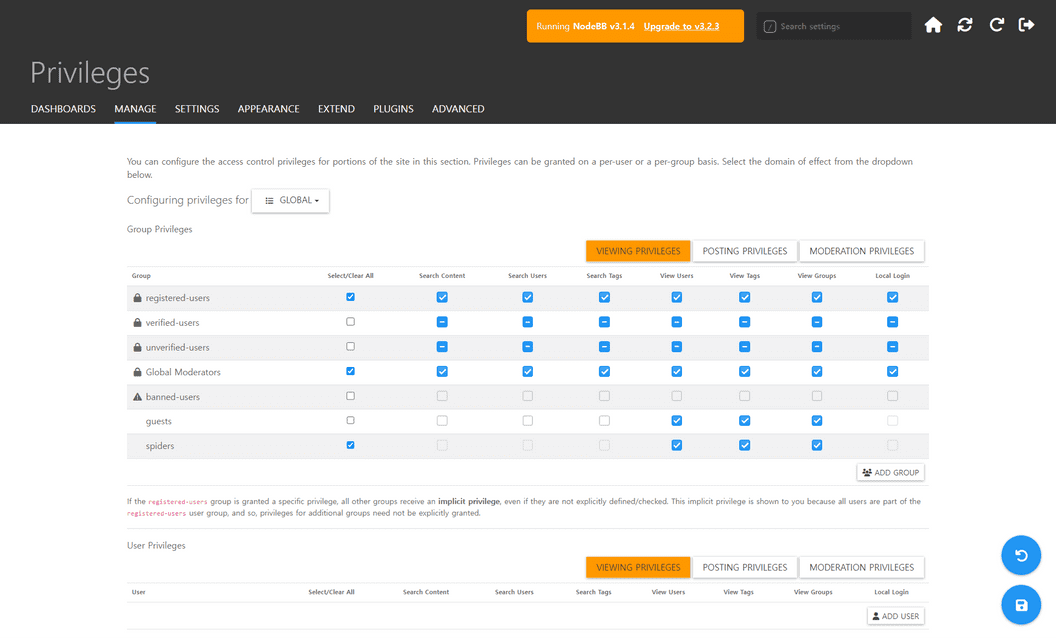 Running NodeBB v3.1.4 Upgrade to v3.2.3
/ Search settings
Privileges
DASHBOARDS MANAGE SETTINGS APPEARANCE EXTEND PLUGINS ADVANCED
You can configure the access control privileges for portions of the site in this section. Privileges can be granted on a per-user or a per-group basis. Select the domain of effect from the dropdown
below.
Configuring privileges for GLOBAL
Group Privileges
VIEWING PRIVILEGES POSTING PRIVILEGES MODERATION PRIVILEGES
Group Select/Clear All Search Content Search Users Search Tags View Users View Tags View Groups Local Login
registered-users
verified-users
unverified-users
Global Moderators
banned-users
guests
spiders
ADD GROUP
If the registered-users group is granted a specific privilege, all other groups receive an implicit privilege, even if they are not explicitly defined/checked. This implicit privilege is shown to you because all users are part of the
registered-users user group, and so, privileges for additional groups need not be explicitly granted.
User Privileges
VIEWING PRIVILEGES POSTING PRIVILEGES MODERATION PRIVILEGES
User Select/Clear All Search Content Search Users Search Tags View Users View Tags View Groups Local Login
ADD USER